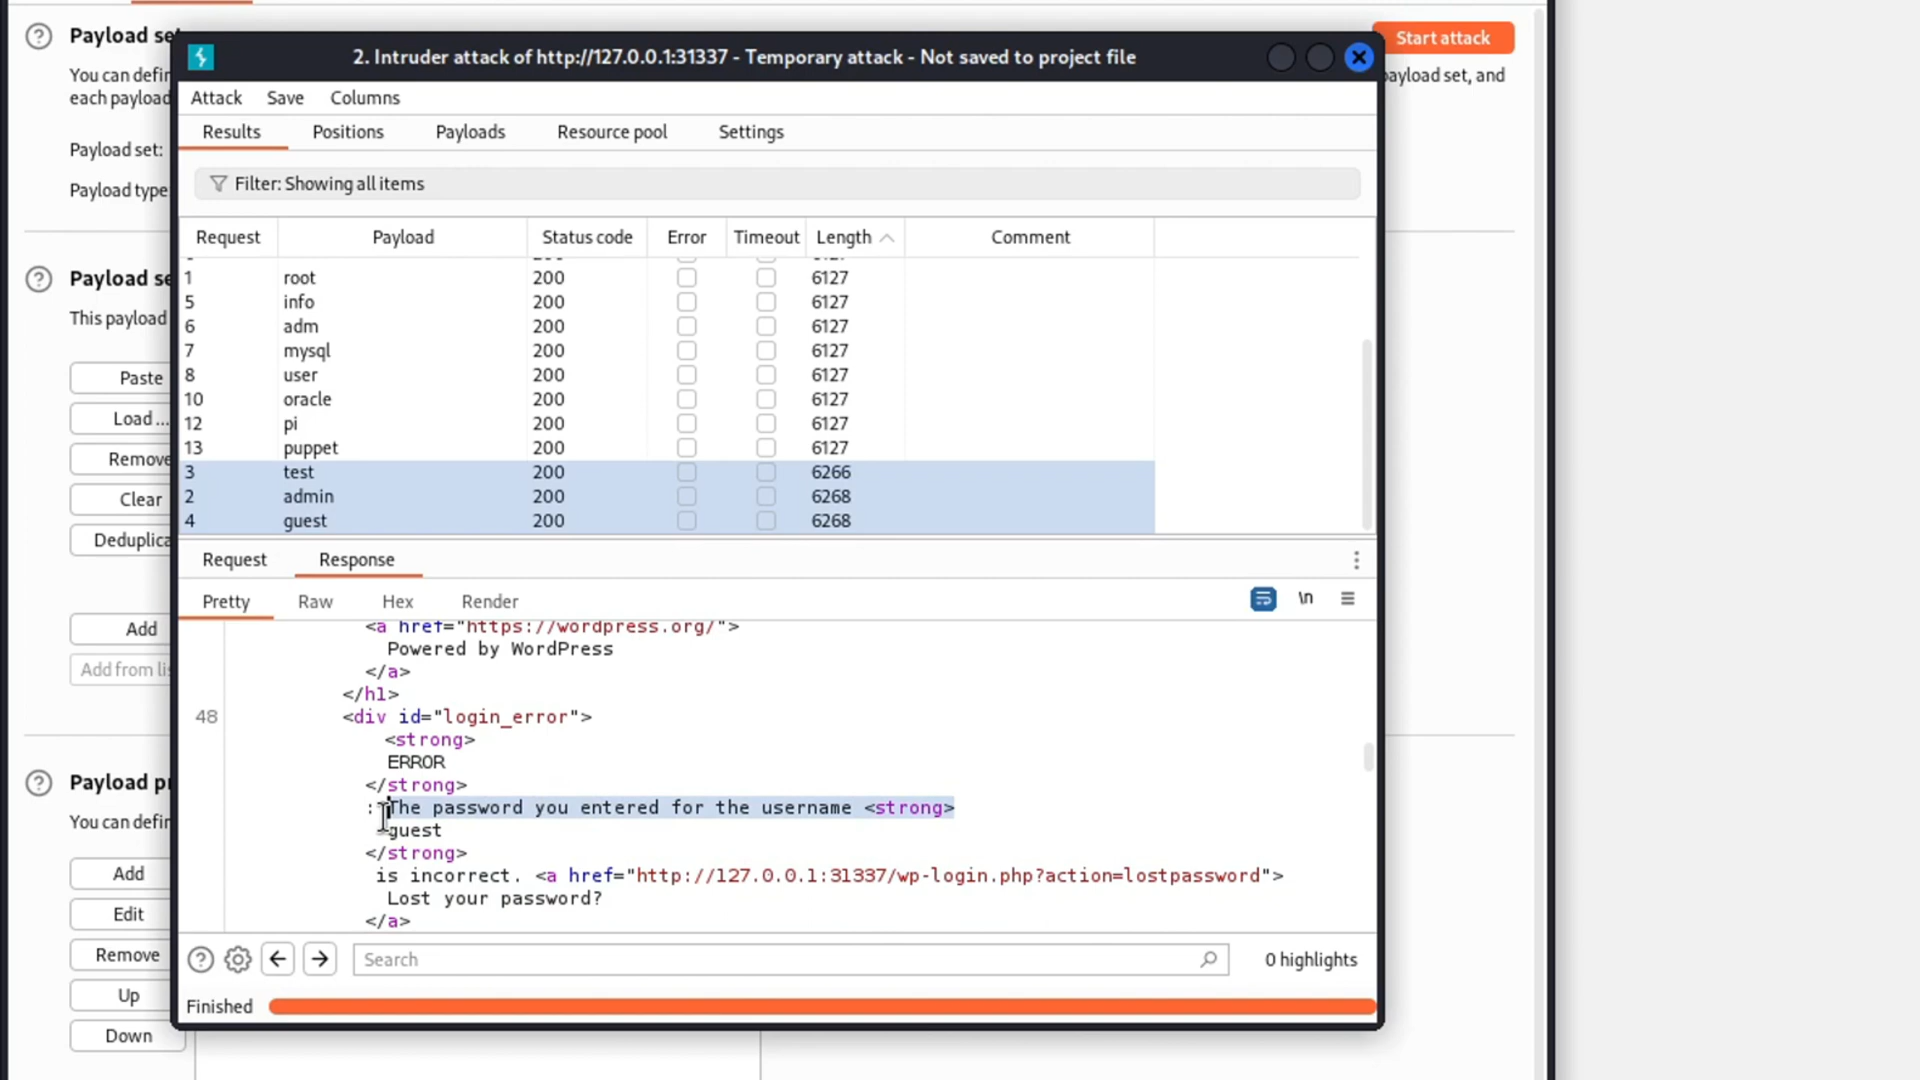 Payload se
You can defin
each payload
Payload set:
Payload type
Payload se
This payload
Paste
Load ...
Remove
Clear
Deduplica
Add
Add from lis
Payload pr
You can defin
Add
Edit
Remove
Up
Down
Start attack
payload set, and
2. Intruder attack of http://127.0.0.1:31337 - Temporary attack - Not saved to project file
Attack Save Columns
Results Positions Payloads Resource pool Settings
Filter: Showing all items
Request Payload Status code Error Timeout Length Comment
1 root 200 6127
5 info 200 6127
6 adm 200 6127
7 mysql 200 6127
8 user 200 6127
10 oracle 200 6127
12 pi 200 6127
13 puppet 200 6127
3 test 200 6266
2 admin 200 6268
4 guest 200 6268
Request Response
Pretty Raw Hex Render \n
<a href="https://wordpress.org/">
Powered by WordPress
</a>
</h1>
48 <div id="login_error">
<strong>
ERROR
</strong>
: The password you entered for the username <strong>
guest
</strong>
is incorrect. <a href="http://127.0.0.1:31337/wp-login.php?action=lostpassword">
Lost your password?
</a>
Search
0 highlights
Finished